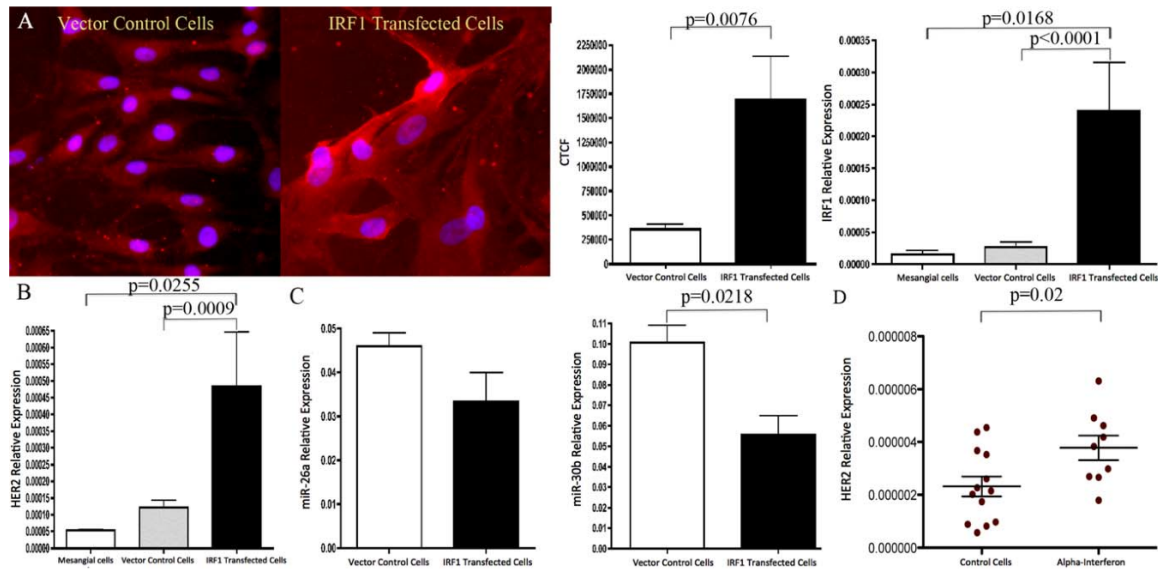 A
Vector Control Cells
IRF1 Transfected Cells
p=0.0076
CTCF
2250000
2000000
1750000
1500000
1250000
1000000
750000
500000
250000
0
Vector Control Cells
IRF1 Transfected Cells
p=0.0168
p<0.0001
IRF1 Relative Expression
0.00035
0.00030
0.00025
0.00020
0.00015
0.00010
0.00005
0.00000
Mesangial cells
Vector Control Cells
IRF1 Transfected Cells
B
p=0.0255
p=0.0009
HER2 Relative Expression
0.00065
0.00060
0.00055
0.00050
0.00045
0.00040
0.00035
0.00030
0.00025
0.00020
0.00015
0.00010
0.00005
0.00000
Mesangial cells
Vector Control Cells
IRF1 Transfected Cells
C
miR-26a Relative Expression
0.05
0.04
0.03
0.02
0.01
0.00
Vector Control Cells
IRF1 Transfected Cells
p=0.0218
miR-30b Relative Expression
0.11
0.10
0.09
0.08
0.07
0.06
0.05
0.04
0.03
0.02
0.01
0.00
Vector Control Cells
IRF1 Transfected Cells
D
p=0.02
HER2 Relative Expression
0.000008
0.000006
0.000004
0.000002
0.000000
Control Cells
Alpha-Interferon